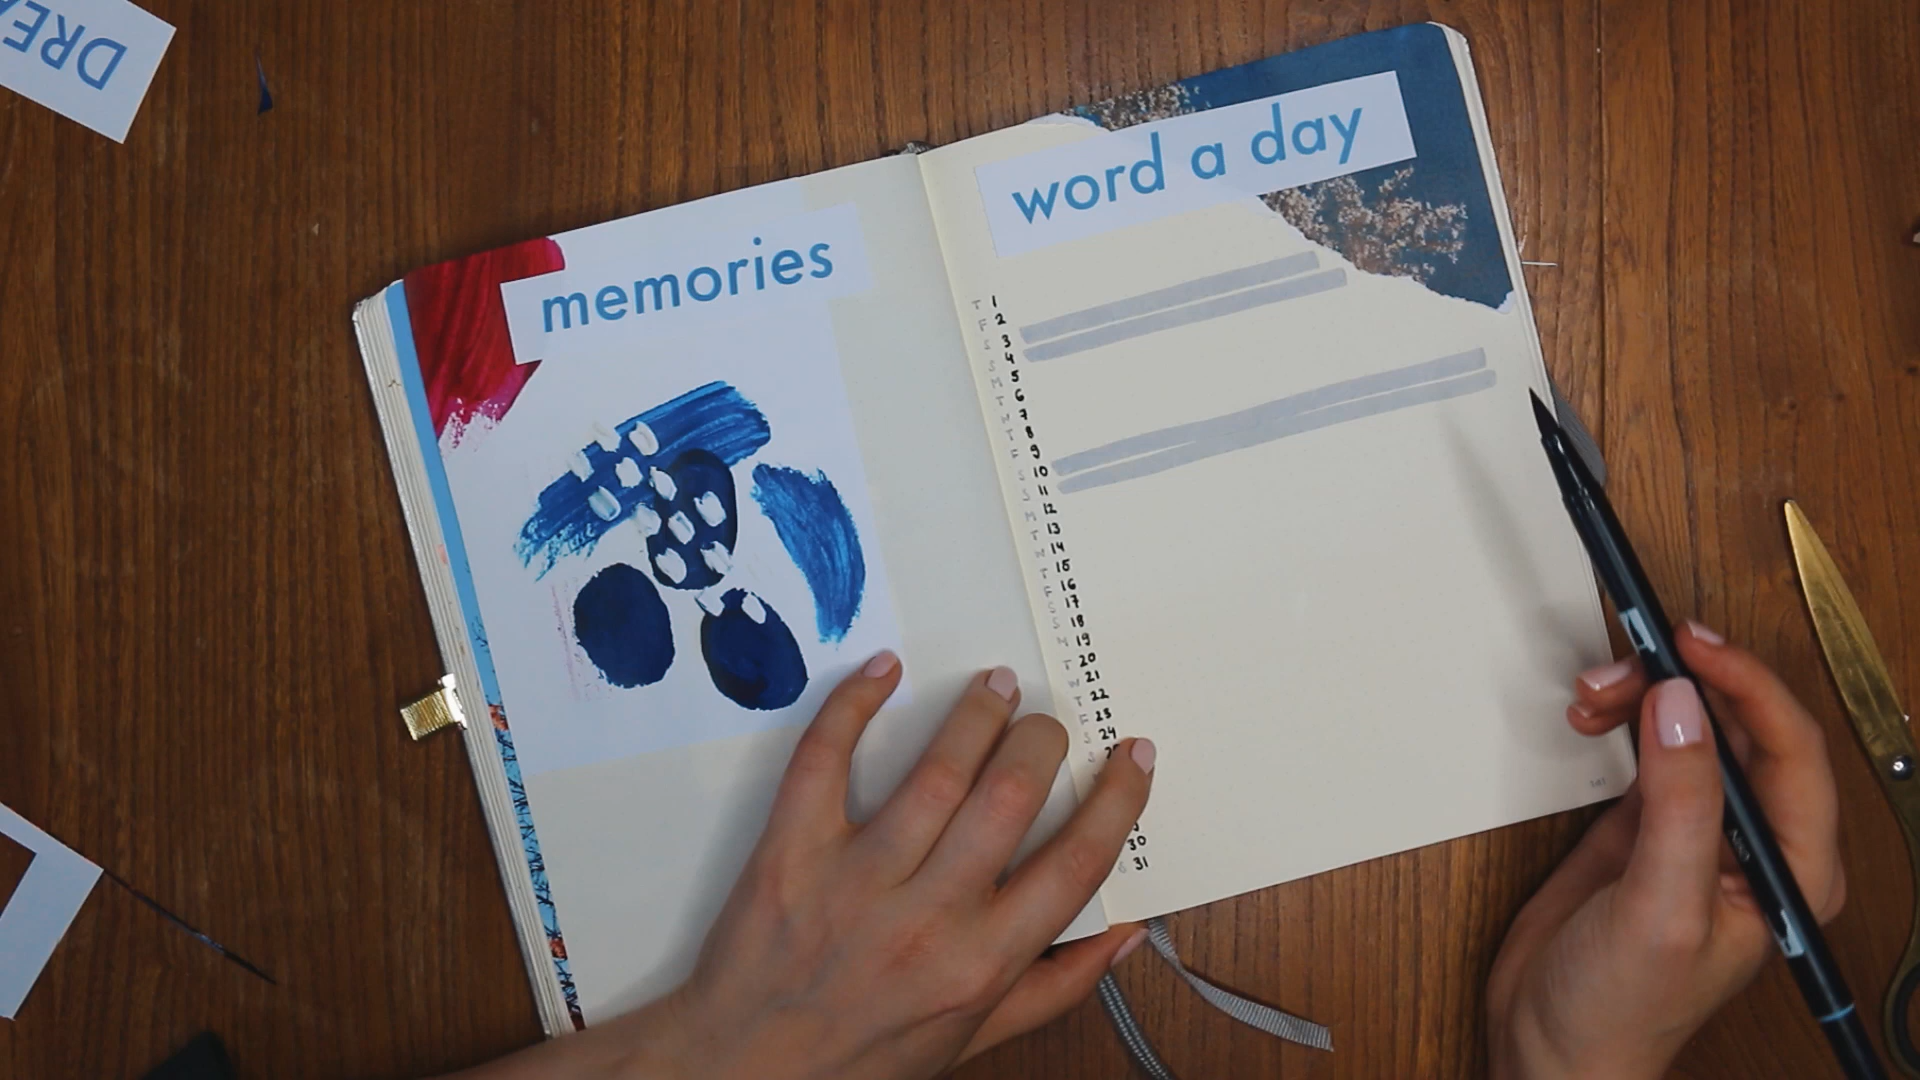 DREA
memories
word a day
T 1
F 2
S 3
S 4
M 5
T 6
W 7
T 8
F 9
S 10
S 11
M 12
T 13
W 14
T 15
F 16
S 17
S 18
M 19
T 20
W 21
T 22
F 23
S 24
S
30
S 31